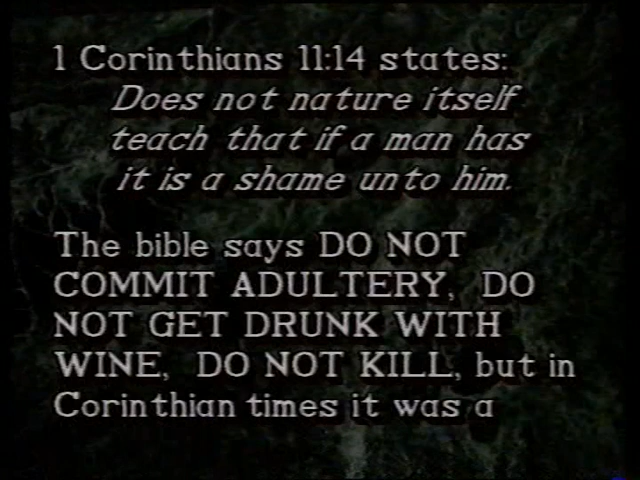 1 Corinthians 11:14 states:
Does not nature itself
teach that if a man has
it is a shame unto him.
The bible says DO NOT
COMMIT ADULTERY, DO
NOT GET DRUNK WITH
WINE, DO NOT KILL, but in
Corinthian times it was a